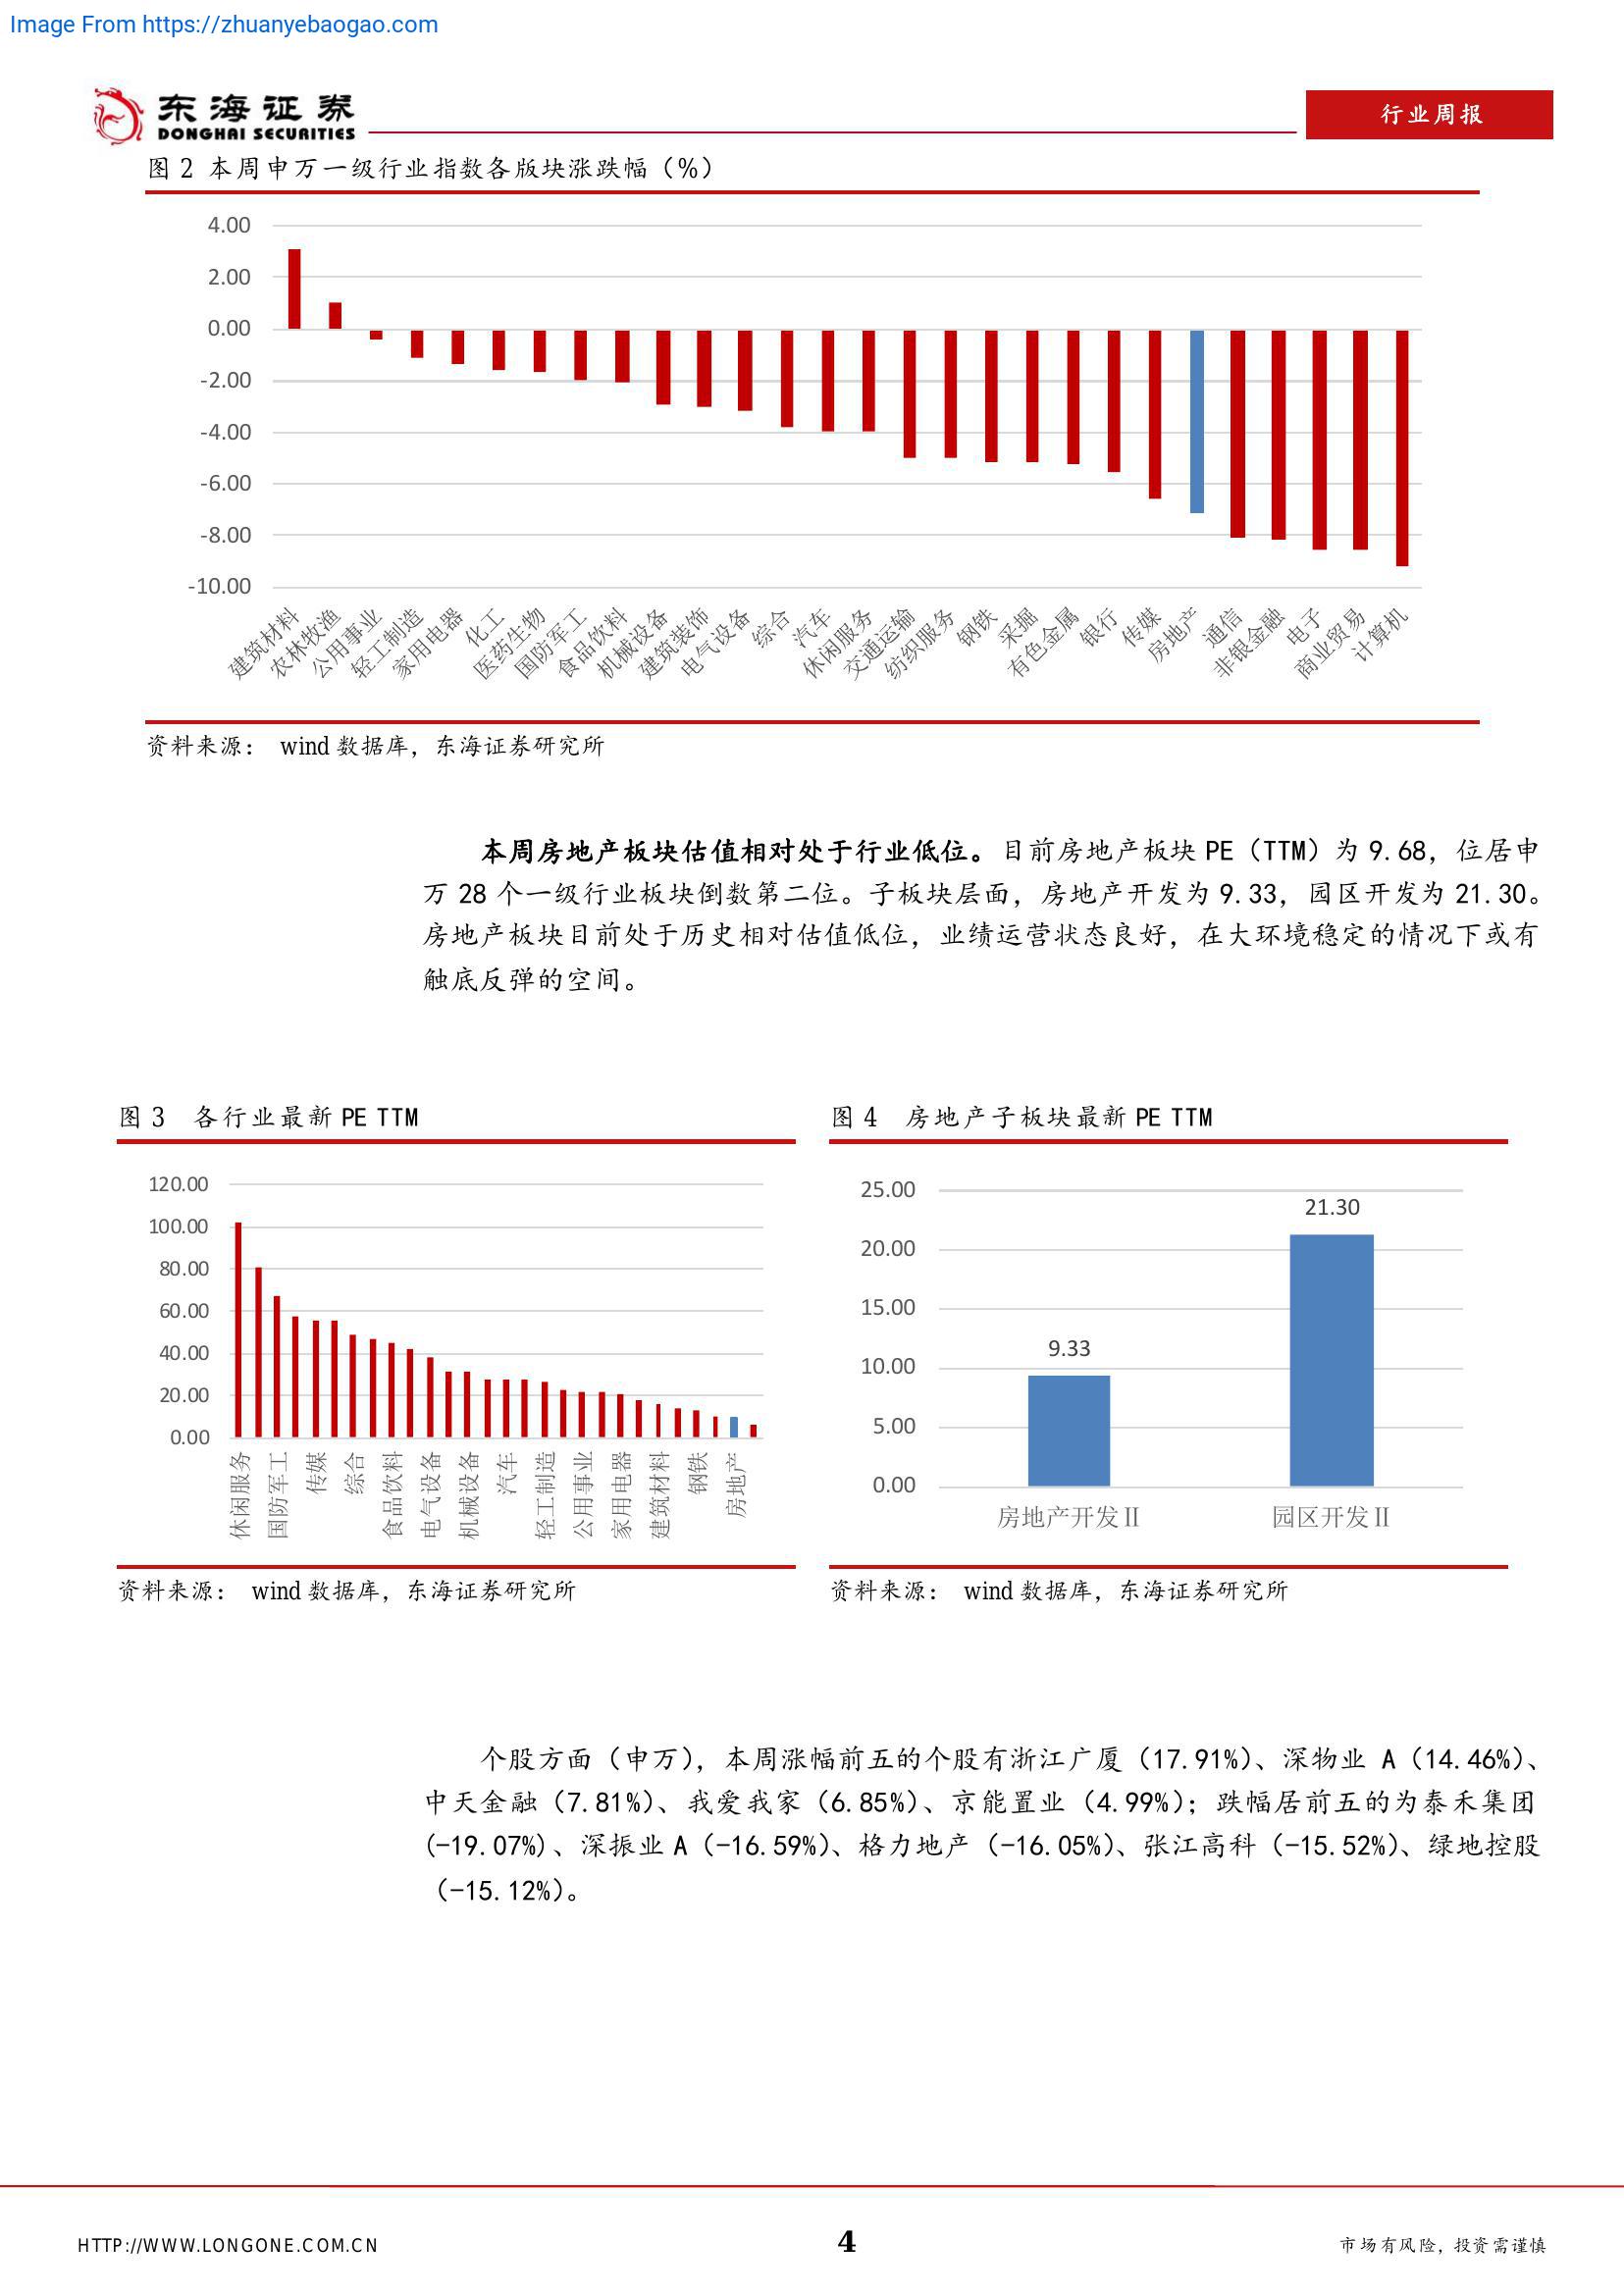 Image From https://zhuanyebaogao.com
东海证券
DONGHAI SECURITIES
行业周报
图 2 本周申万一级行业指数各版块涨跌幅（%）
4.00
2.00
0.00
-2.00
-4.00
-6.00
-8.00
-10.00
建筑材料 农林牧渔 公用事业 轻工制造 家用电器 化工 医药生物 国防军工 食品饮料 机械设备 建筑装饰 电气设备 综合 汽车 休闲服务 交通运输 纺织服务 钢铁 采掘 有色金属 银行 传媒 房地产 通信 非银金融 电子 商业贸易 计算机
资料来源： wind 数据库，东海证券研究所
本周房地产板块估值相对处于行业低位。目前房地产板块 PE（TTM）为 9.68，位居申
万 28 个一级行业板块倒数第二位。子板块层面，房地产开发为 9.33，园区开发为 21.30。
房地产板块目前处于历史相对估值低位，业绩运营状态良好，在大环境稳定的情况下或有
触底反弹的空间。
图 3 各行业最新 PE TTM
120.00
100.00
80.00
60.00
40.00
20.00
0.00
休闲服务 国防军工 传媒 综合 食品饮料 电气设备 机械设备 汽车 轻工制造 公用事业 家用电器 建筑材料 钢铁 房地产
资料来源： wind 数据库，东海证券研究所
图 4 房地产子板块最新 PE TTM
25.00
20.00
15.00
10.00
5.00
0.00
9.33
21.30
房地产开发Ⅱ 园区开发Ⅱ
资料来源： wind 数据库，东海证券研究所
个股方面（申万），本周涨幅前五的个股有浙江广厦（17.91%）、深物业 A（14.46%）、
中天金融（7.81%）、我爱我家（6.85%）、京能置业（4.99%）；跌幅居前五的为泰禾集团
(-19.07%)、深振业 A（-16.59%）、格力地产（-16.05%）、张江高科（-15.52%）、绿地控股
（-15.12%）。
HTTP://WWW.LONGONE.COM.CN
4
市场有风险，投资需谨慎